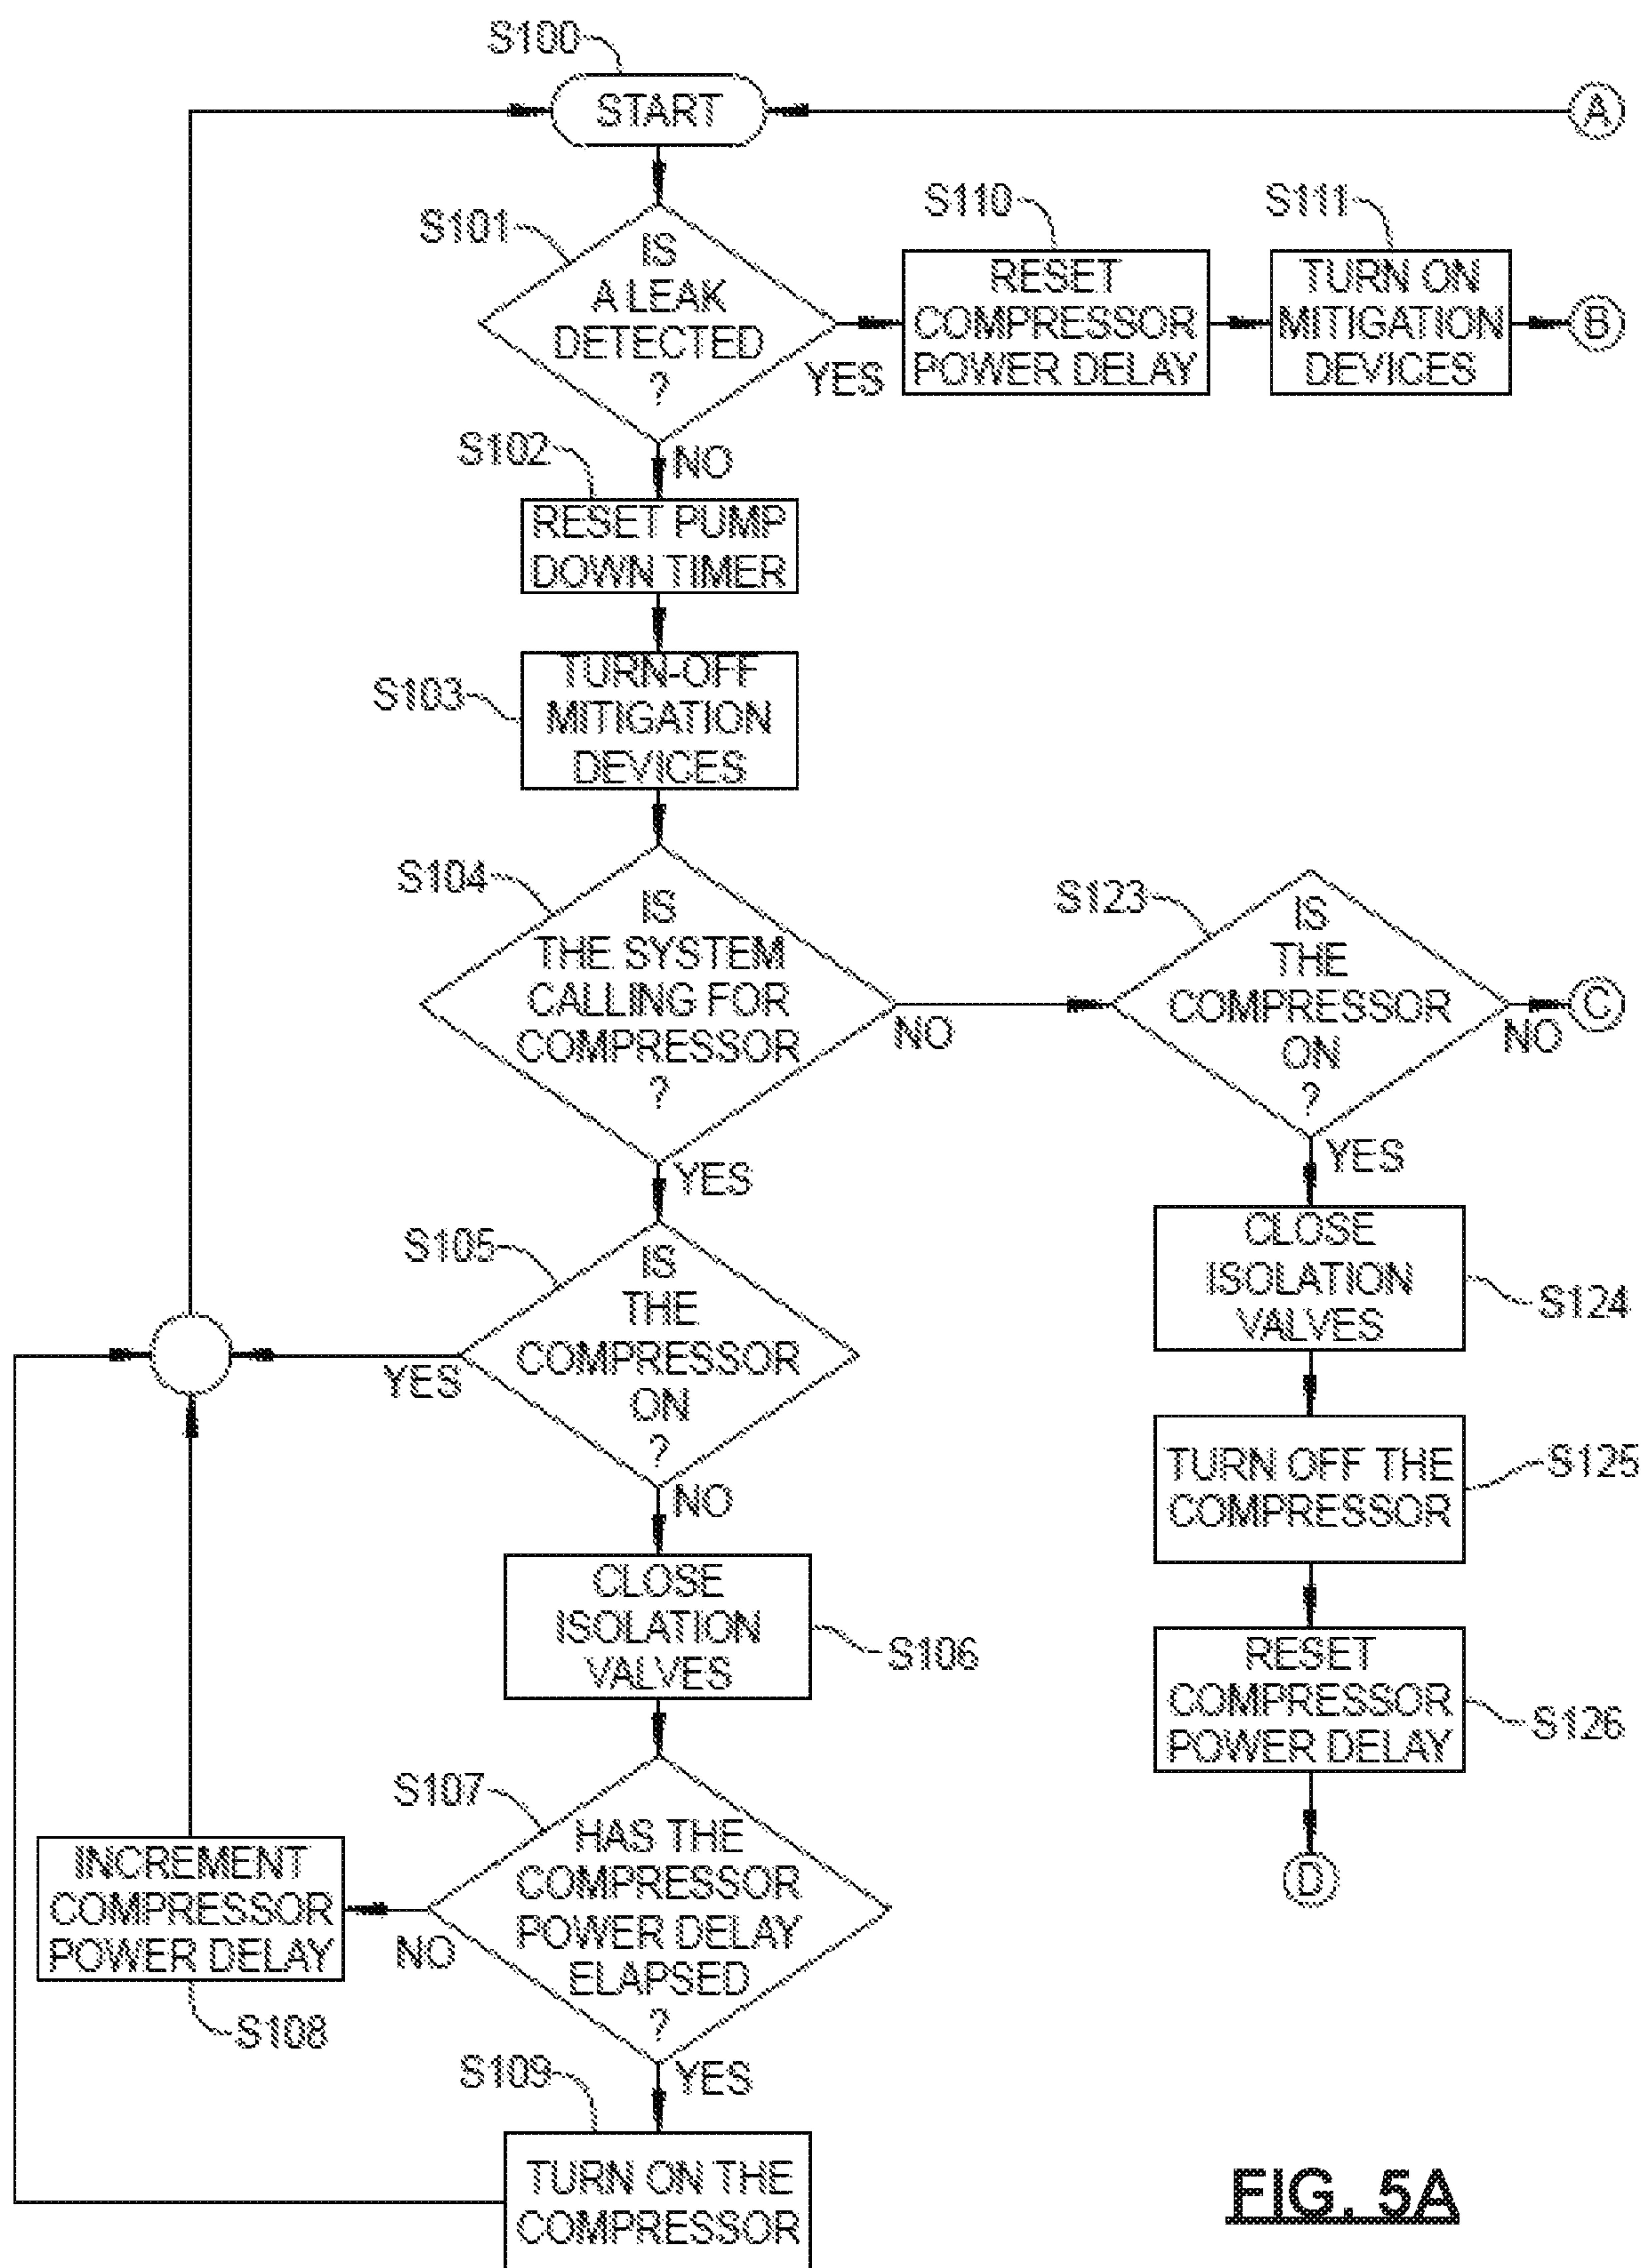 S100
START
A
S101
IS
A LEAK
DETECTED
?
YES
S110
RESET
COMPRESSOR
POWER DELAY
S111
TURN ON
MITIGATION
DEVICES
B
NO
S102
RESET PUMP
DOWN TIMER
S103
TURN-OFF
MITIGATION
DEVICES
S104
IS
THE SYSTEM
CALLING FOR
COMPRESSOR
?
NO
S123
IS
THE
COMPRESSOR
ON
?
NO
C
YES
YES
S105
IS
THE
COMPRESSOR
ON
?
YES
NO
CLOSE
ISOLATION
VALVES
S124
TURN OFF THE
COMPRESSOR
S125
CLOSE
ISOLATION
VALVES
S106
RESET
COMPRESSOR
POWER DELAY
S126
D
S107
HAS THE
COMPRESSOR
POWER DELAY
ELAPSED
?
NO
INCREMENT
COMPRESSOR
POWER DELAY
S108
YES
S109
TURN ON THE
COMPRESSOR
FIG. 5A